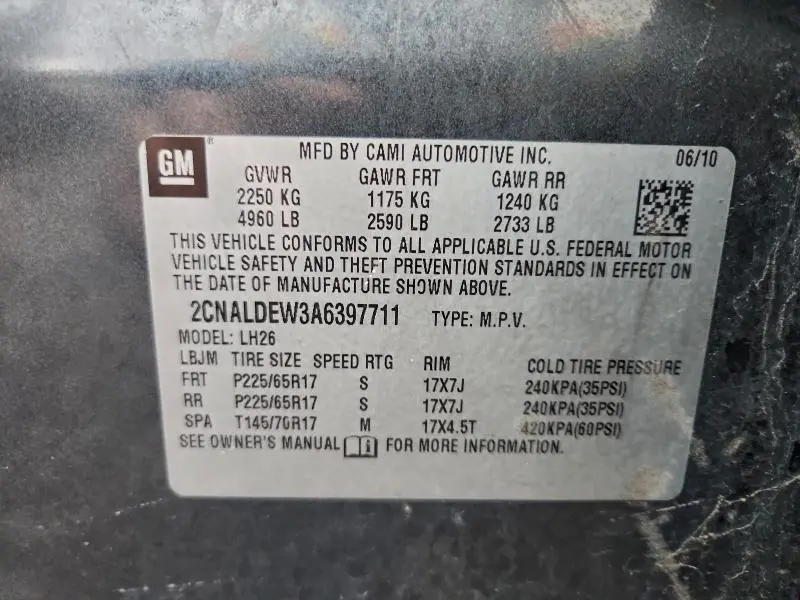 GM ®
MFD BY CAMI AUTOMOTIVE INC. 06/10
GVWR GAWR FRT GAWR RR
2250 KG 1175 KG 1240 KG
4960 LB 2590 LB 2733 LB
THIS VEHICLE CONFORMS TO ALL APPLICABLE U.S. FEDERAL MOTOR
VEHICLE SAFETY AND THEFT PREVENTION STANDARDS IN EFFECT ON
THE DATE OF MANUFACTURE SHOWN ABOVE.
2CNALDEW3A6397711 TYPE: M.P.V.
MODEL: LH26
LBJM TIRE SIZE SPEED RTG RIM COLD TIRE PRESSURE
FRT P225/65R17 S 17X7J 240KPA(35PSI)
RR P225/65R17 S 17X7J 240KPA(35PSI)
SPA T145/70R17 M 17X4.5T 420KPA(60PSI)
SEE OWNER'S MANUAL FOR MORE INFORMATION.